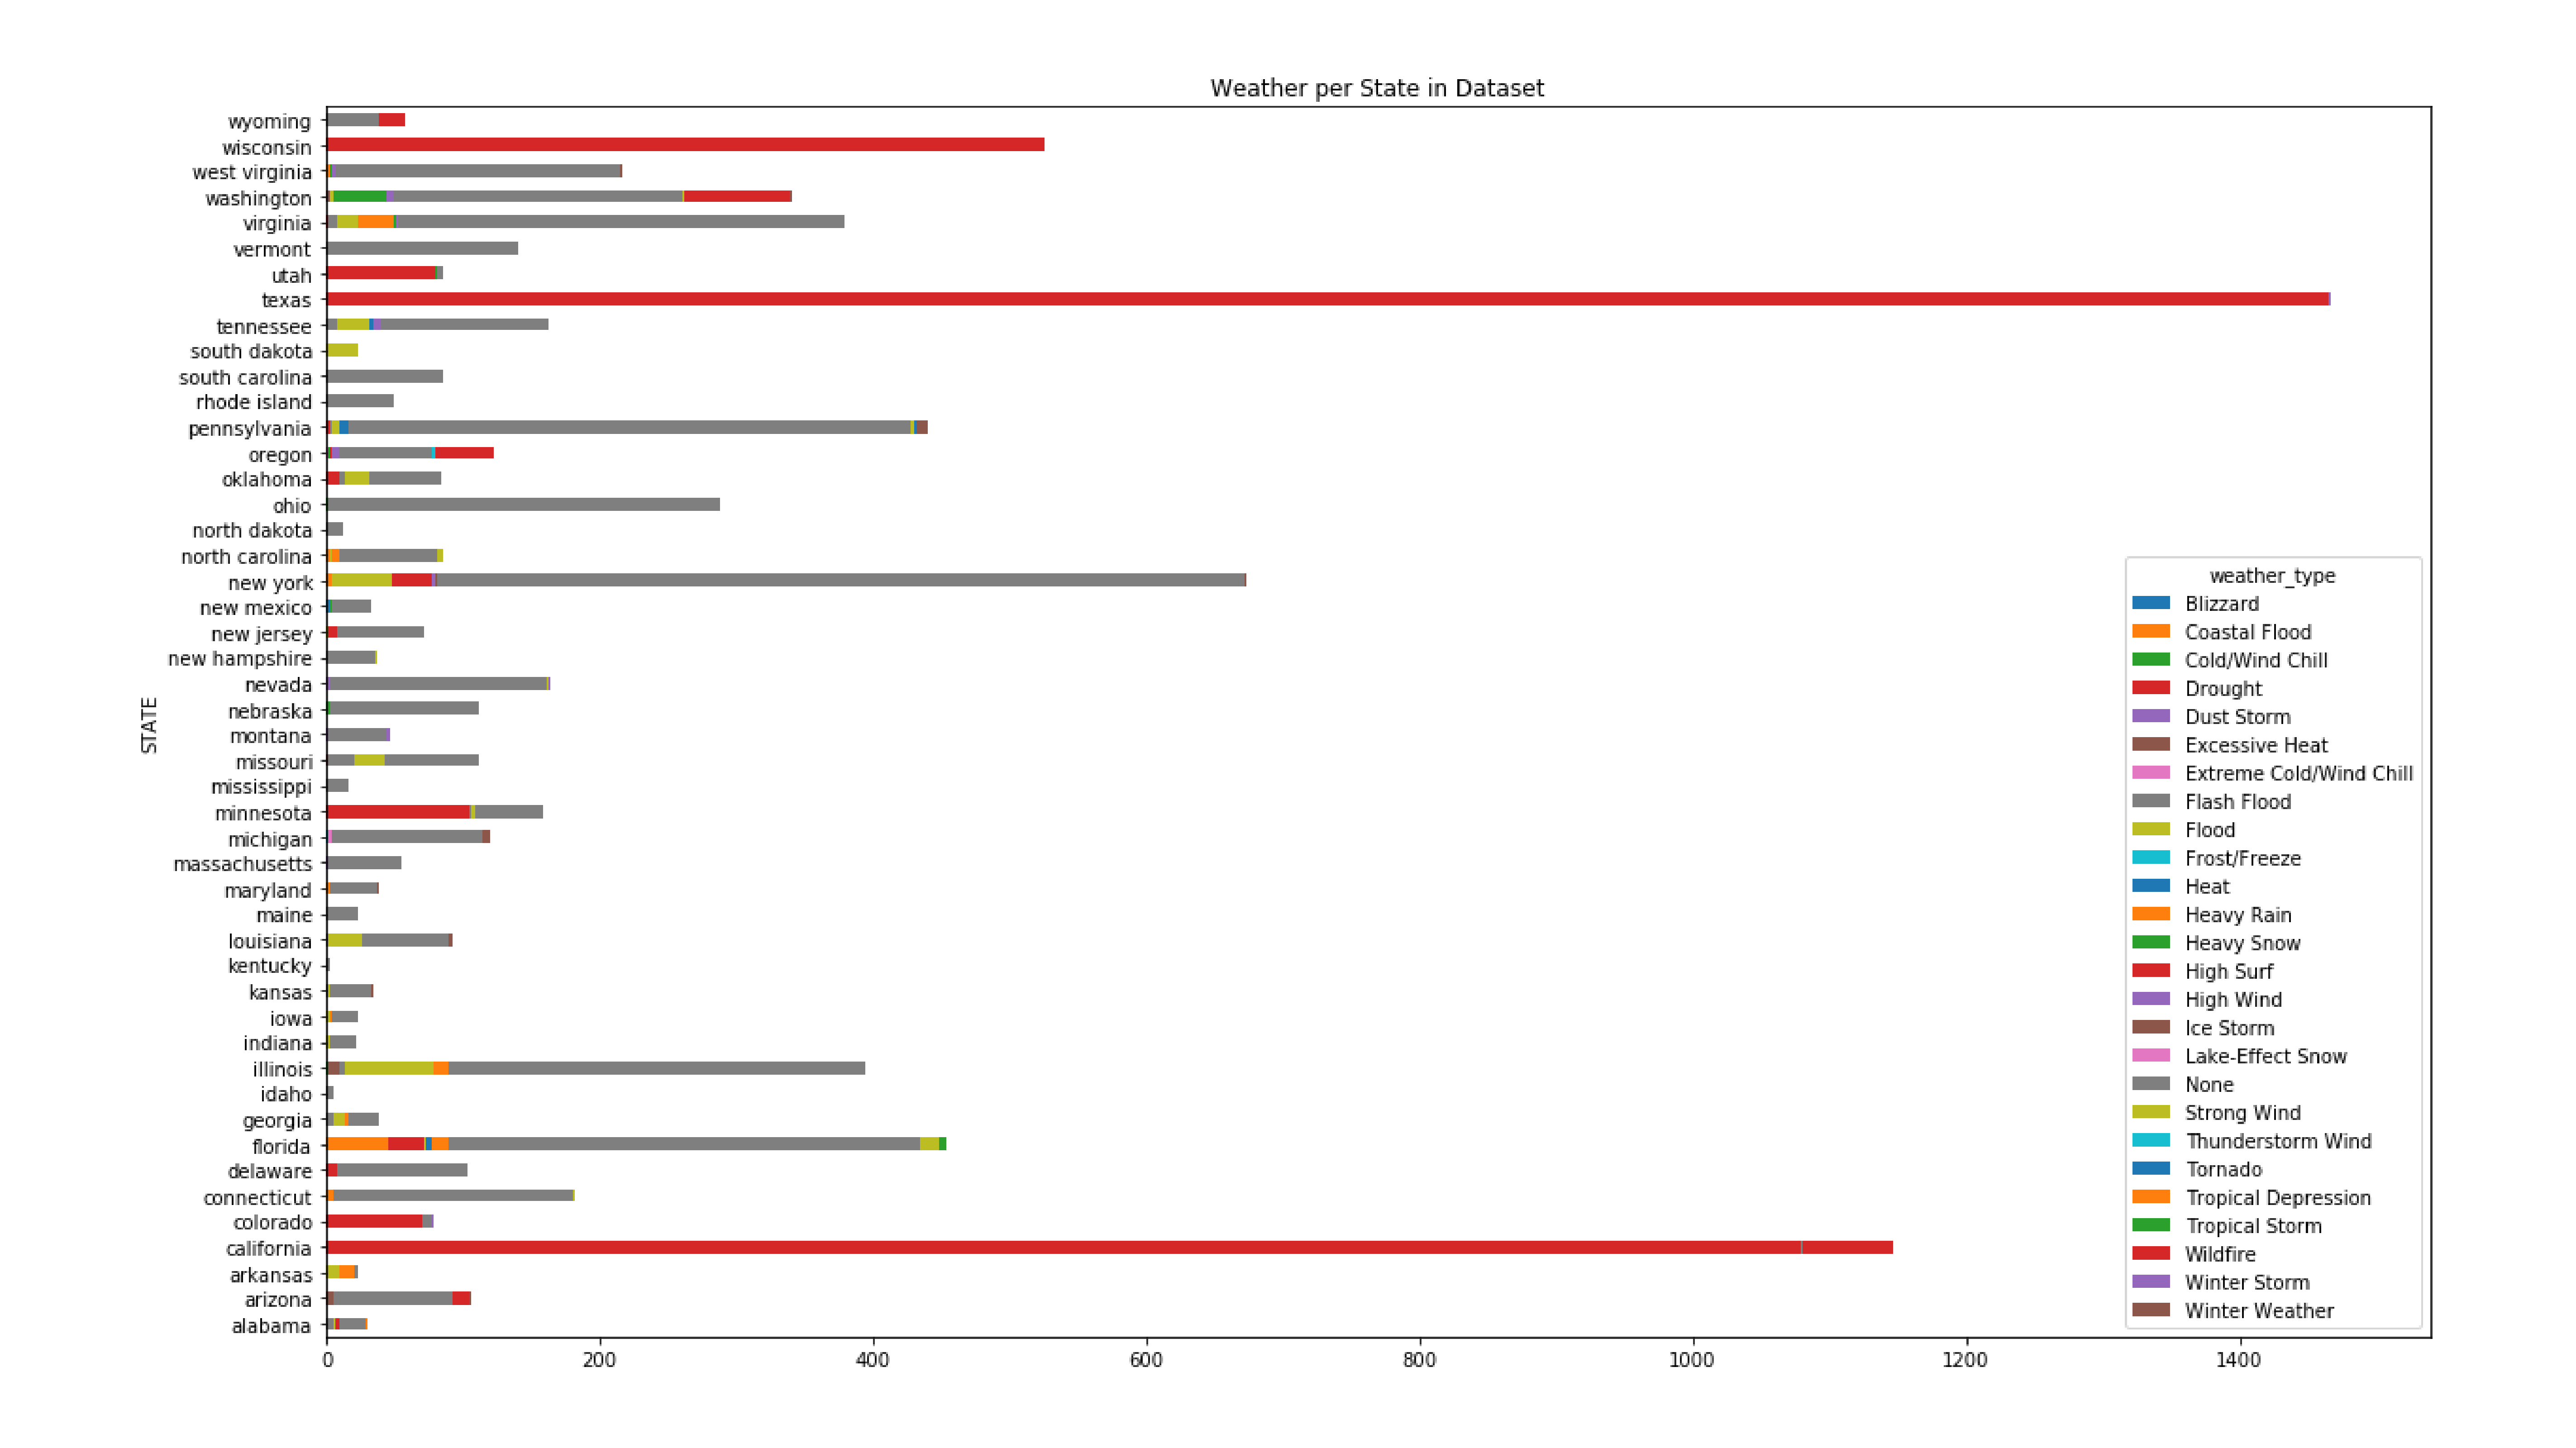 Weather per State in Dataset
wyoming
wisconsin
west virginia
washington
virginia
vermont
utah
texas
tennessee
south dakota
south carolina
rhode island
pennsylvania
oregon
oklahoma
ohio
north dakota
north carolina
new york
new mexico
new jersey
new hampshire
nevada
nebraska
montana
missouri
mississippi
minnesota
michigan
massachusetts
maryland
maine
louisiana
kentucky
kansas
iowa
indiana
illinois
idaho
georgia
florida
delaware
connecticut
colorado
california
arkansas
arizona
alabama
STATE
0 200 400 600 800 1000 1200 1400
weather_type
Blizzard
Coastal Flood
Cold/Wind Chill
Drought
Dust Storm
Excessive Heat
Extreme Cold/Wind Chill
Flash Flood
Flood
Frost/Freeze
Heat
Heavy Rain
Heavy Snow
High Surf
High Wind
Ice Storm
Lake-Effect Snow
None
Strong Wind
Thunderstorm Wind
Tornado
Tropical Depression
Tropical Storm
Wildfire
Winter Storm
Winter Weather